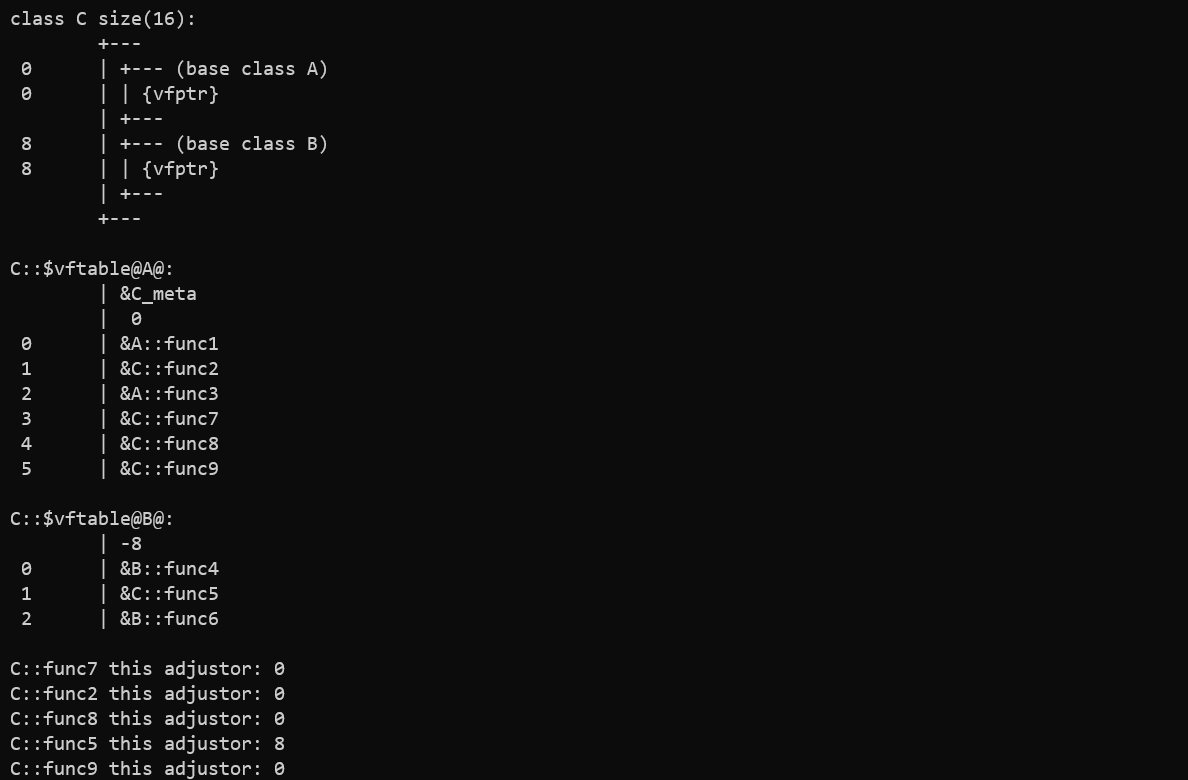 class C size(16):
        +---
 0      | +--- (base class A)
 0      | | {vfptr}
        | +---
 8      | +--- (base class B)
 8      | | {vfptr}
        | +---
        +---

C::$vftable@A@:
        | &C_meta
        |  0
 0      | &A::func1
 1      | &C::func2
 2      | &A::func3
 3      | &C::func7
 4      | &C::func8
 5      | &C::func9

C::$vftable@B@:
        | -8
 0      | &B::func4
 1      | &C::func5
 2      | &B::func6

C::func7 this adjustor: 0
C::func2 this adjustor: 0
C::func8 this adjustor: 0
C::func5 this adjustor: 8
C::func9 this adjustor: 0